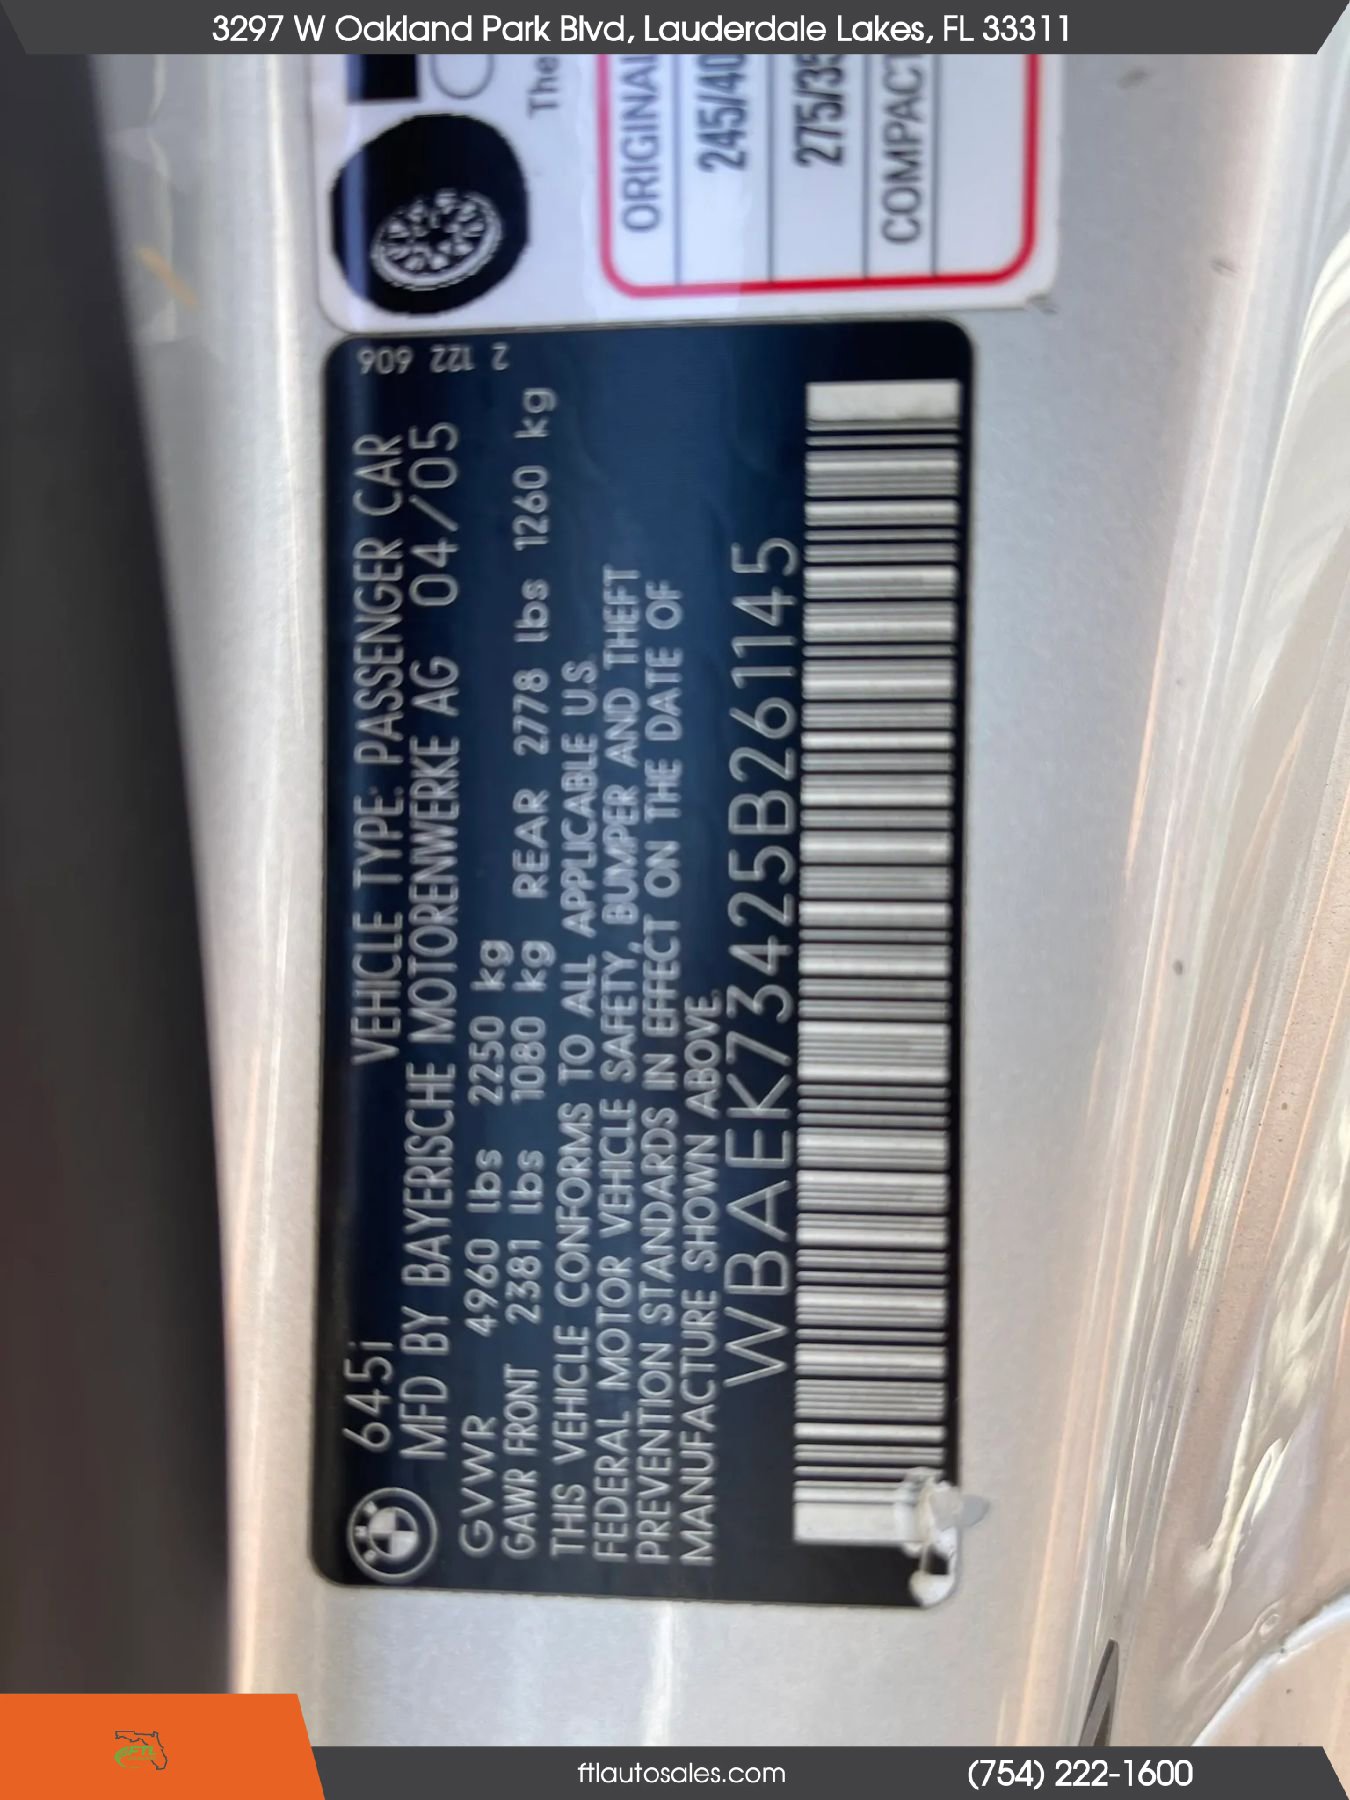 3297 W Oakland Park Blvd, Lauderdale Lakes, FL 33311
The
ORIGINAL
245/40
275/35
COMPACT
2 122 606
645i VEHICLE TYPE: PASSENGER CAR
MFD BY BAYERISCHE MOTORENWERKE AG 04/05
GVWR 4960 lbs 2250 kg
GAWR FRONT 2381 lbs 1080 kg REAR 2778 lbs 1260 kg
THIS VEHICLE CONFORMS TO ALL APPLICABLE U.S.
FEDERAL MOTOR VEHICLE SAFETY, BUMPER AND THEFT
PREVENTION STANDARDS IN EFFECT ON THE DATE OF
MANUFACTURE SHOWN ABOVE.
WBAEK73425B261145
ftlautosales.com
(754) 222-1600